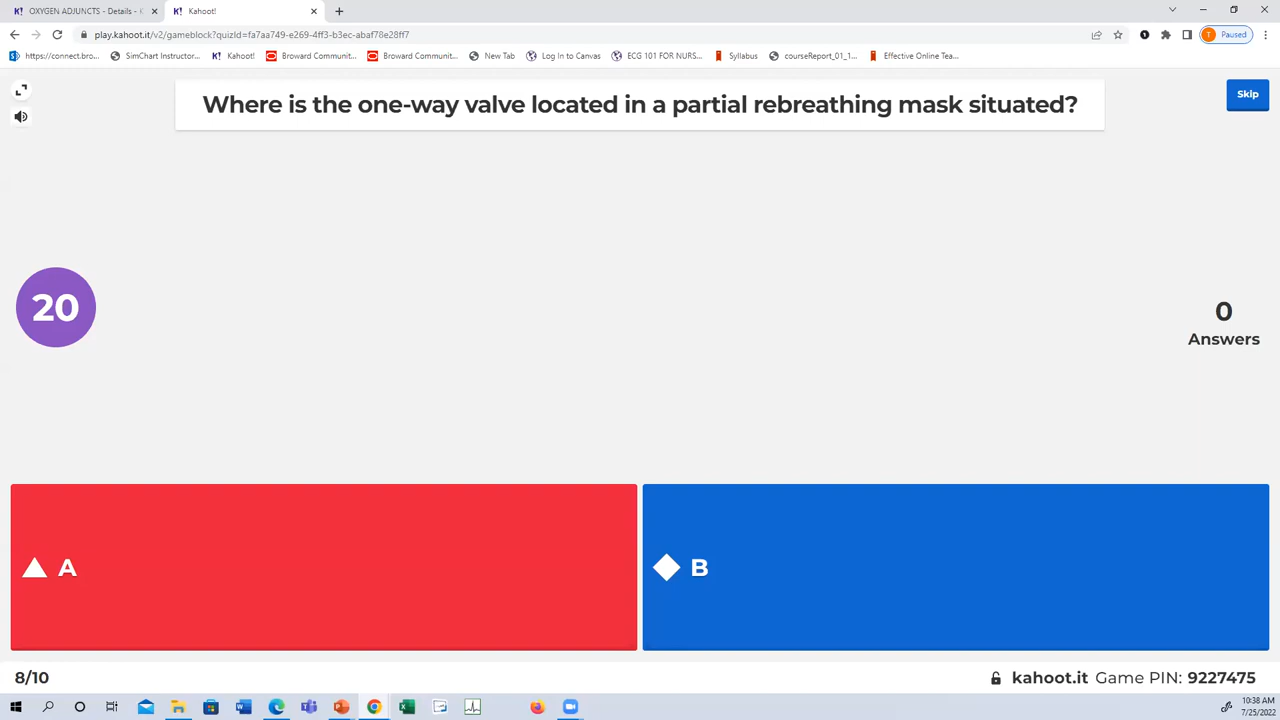 OXYGEN ADJUNCTS - Details - K
Kahoot!
play.kahoot.it/v2/gameblock?quizId=fa7aa749-e269-4ff3-b3ec-abaf78e28ff7
Paused
https://connect.bro...
SimChart Instructor...
Kahoot!
Broward Communit...
Broward Communit...
New Tab
Log In to Canvas
ECG 101 FOR NURS...
Syllabus
courseReport_01_1...
Effective Online Tea...
Where is the one-way valve located in a partial rebreathing mask situated?
Skip
20
0
Answers
A
B
8/10
kahoot.it Game PIN: 9227475
10:38 AM
7/25/2022